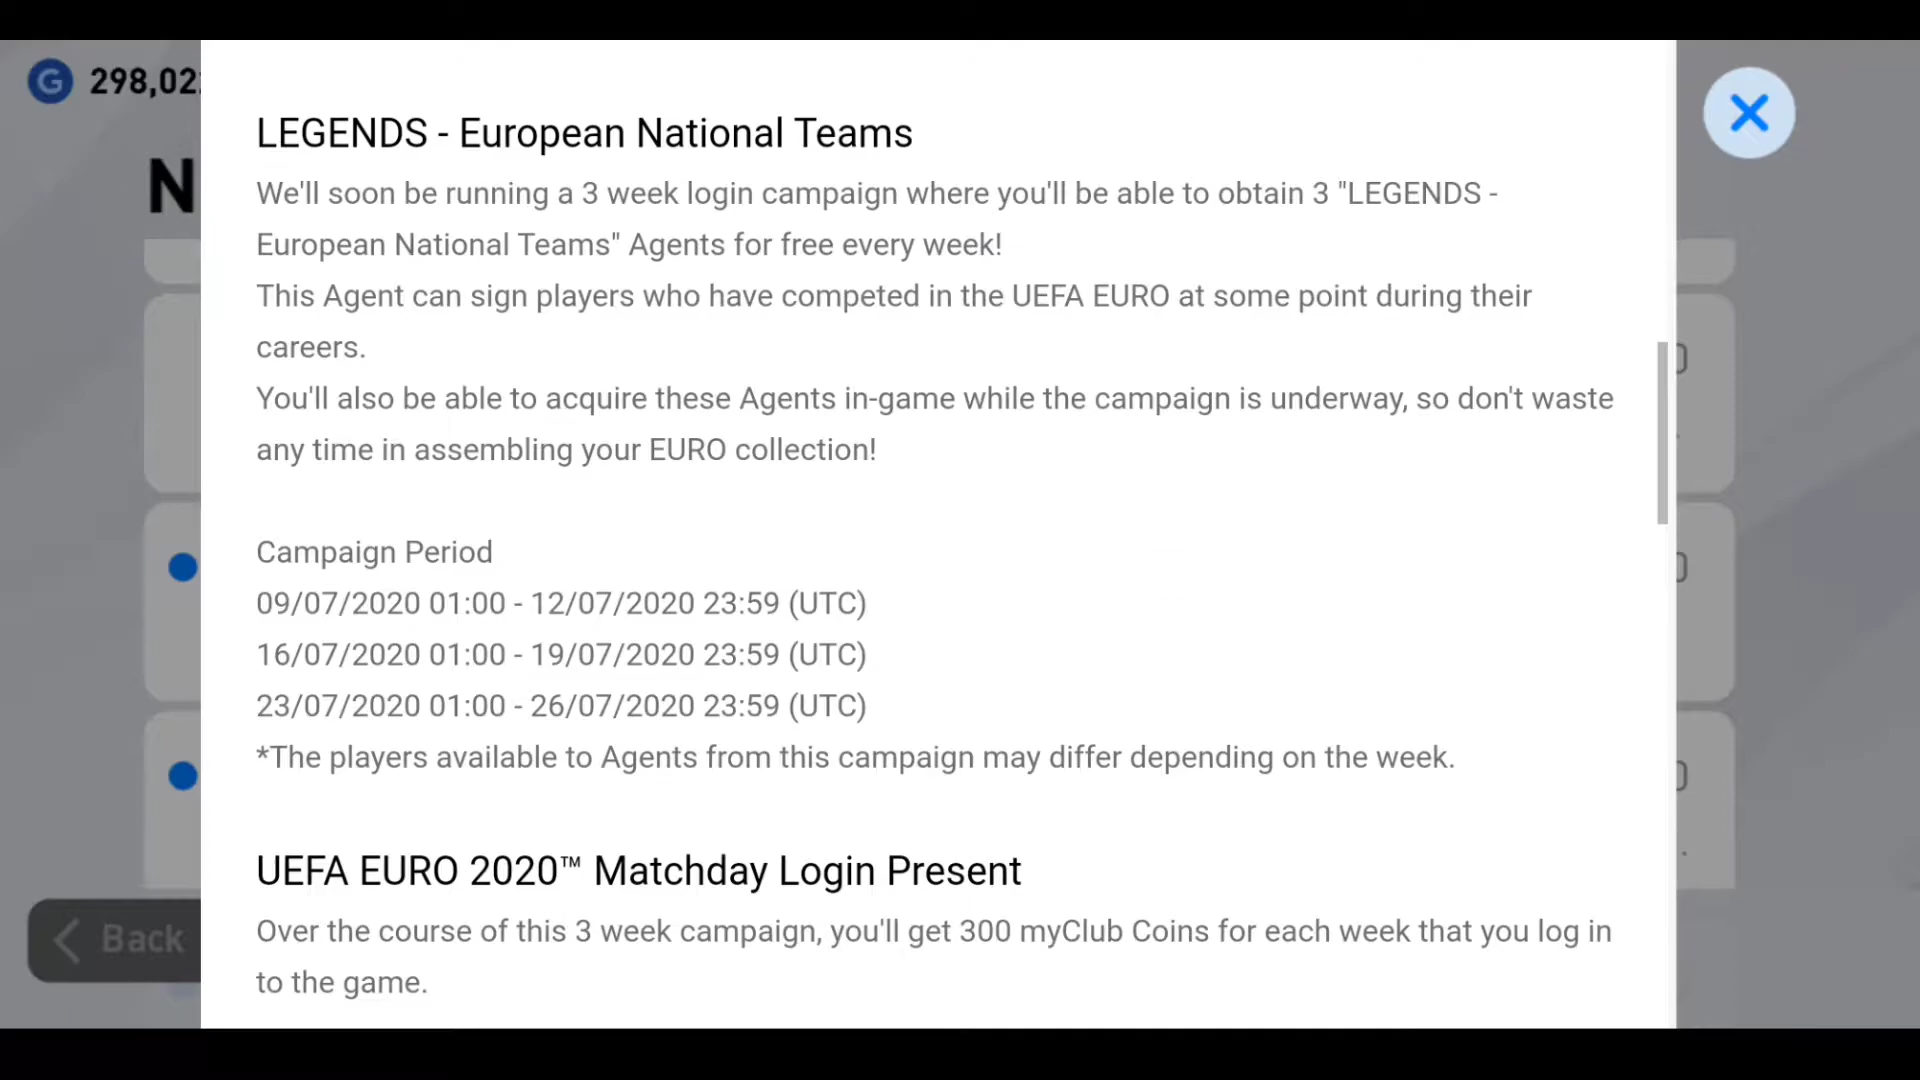 298,02
N
LEGENDS - European National Teams
We'll soon be running a 3 week login campaign where you'll be able to obtain 3 "LEGENDS -
European National Teams" Agents for free every week!
This Agent can sign players who have competed in the UEFA EURO at some point during their
careers.
You'll also be able to acquire these Agents in-game while the campaign is underway, so don't waste
any time in assembling your EURO collection!
Campaign Period
09/07/2020 01:00 - 12/07/2020 23:59 (UTC)
16/07/2020 01:00 - 19/07/2020 23:59 (UTC)
23/07/2020 01:00 - 26/07/2020 23:59 (UTC)
*The players available to Agents from this campaign may differ depending on the week.
UEFA EURO 2020™ Matchday Login Present
Over the course of this 3 week campaign, you'll get 300 myClub Coins for each week that you log in
to the game.
Back